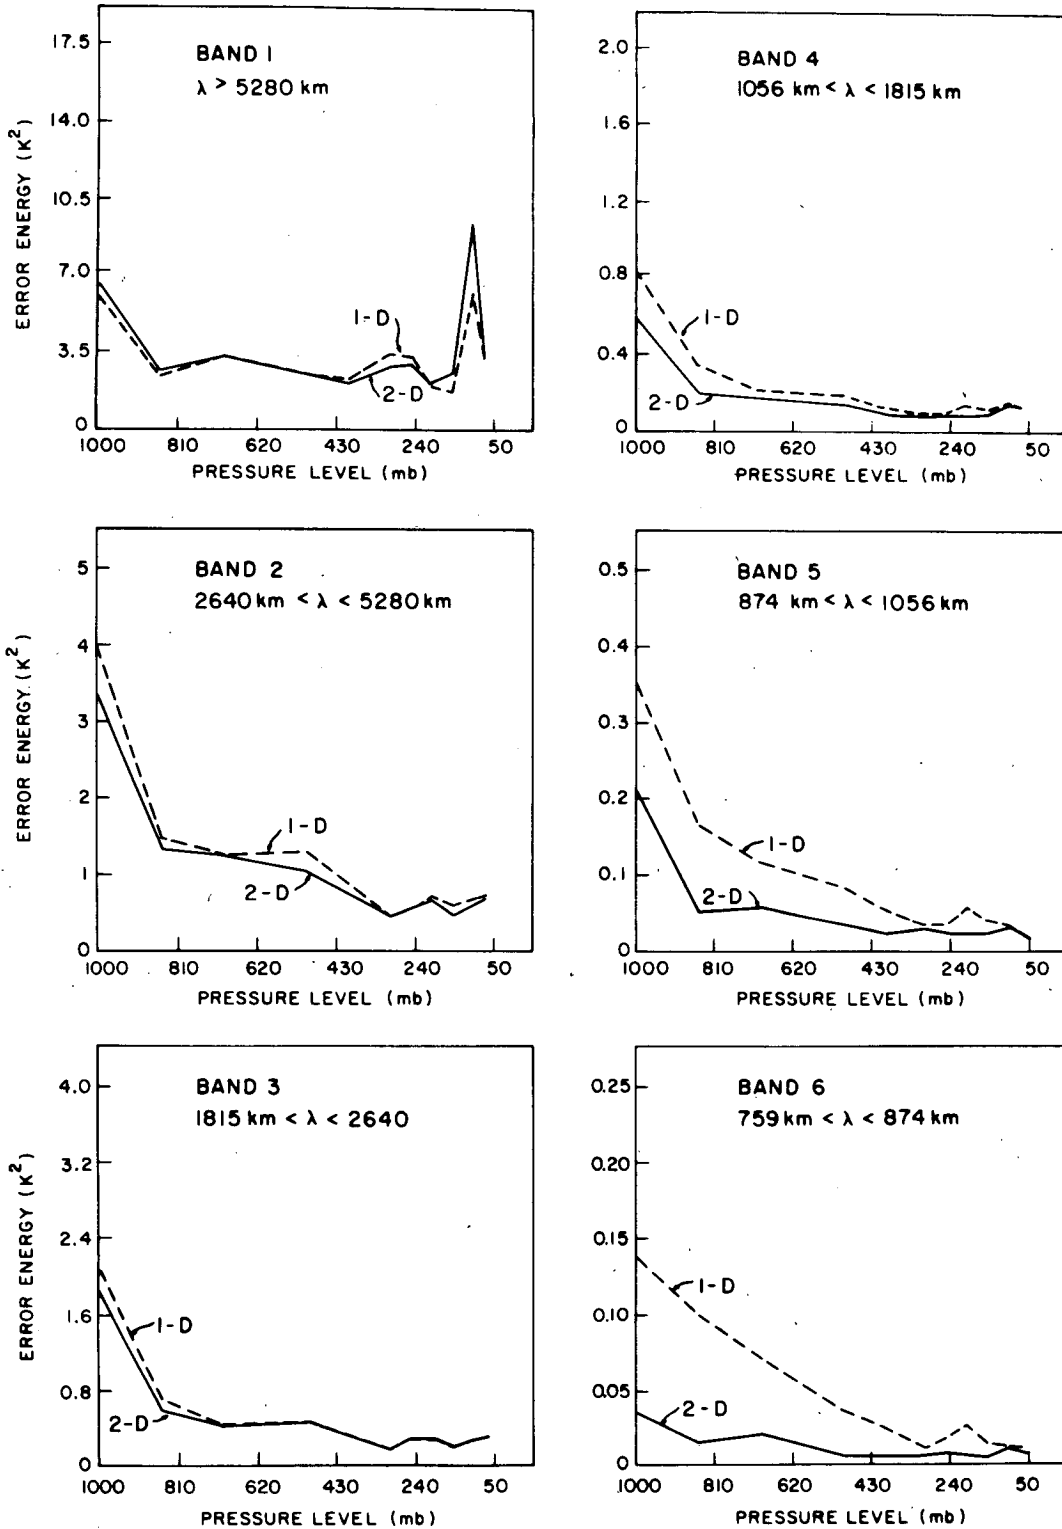 BAND 1
λ > 5280 km
ERROR ENERGY (K²)
17.5
14.0
10.5
7.0
3.5
0
1-D
2-D
1000 810 620 430 240 50
PRESSURE LEVEL (mb)
BAND 4
1056 km < λ < 1815 km
2.0
1.6
1.2
0.8
0.4
0
1-D
2-D
1000 810 620 430 240 50
PRESSURE LEVEL (mb)
BAND 2
2640 km < λ < 5280 km
ERROR ENERGY (K²)
5
4
3
2
1
0
1-D
2-D
1000 810 620 430 240 50
PRESSURE LEVEL (mb)
BAND 5
874 km < λ < 1056 km
0.5
0.4
0.3
0.2
0.1
0
1-D
2-D
1000 810 620 430 240 50
PRESSURE LEVEL (mb)
BAND 3
1815 km < λ < 2640
ERROR ENERGY (K²)
4.0
3.2
2.4
1.6
0.8
0
1-D
2-D
1000 810 620 430 240 50
PRESSURE LEVEL (mb)
BAND 6
759 km < λ < 874 km
0.25
0.20
0.15
0.10
0.05
0
1-D
2-D
1000 810 620 430 240 50
PRESSURE LEVEL (mb)